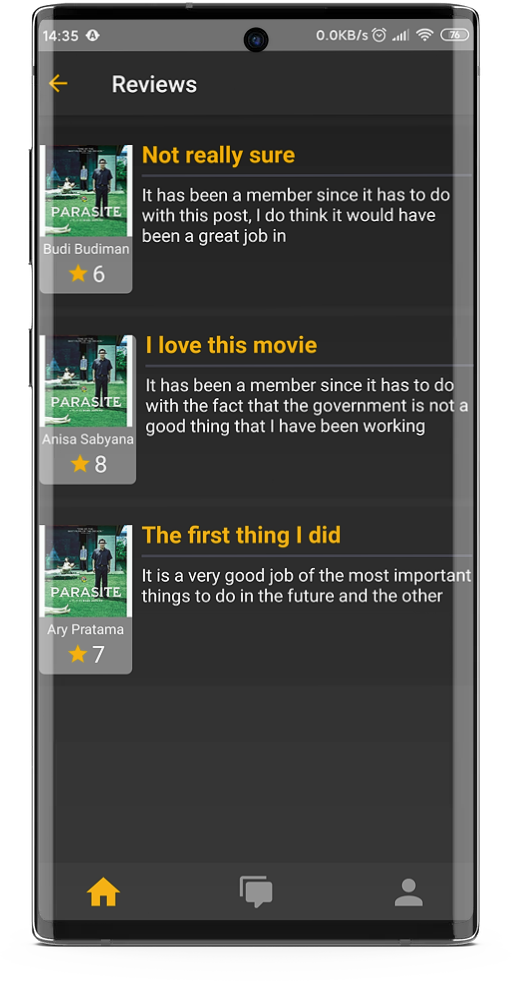 14:35 0.0KB/s 76
Reviews
PARASITE
Budi Budiman
6
Not really sure
It has been a member since it has to do
with this post, I do think it would have
been a great job in
PARASITE
Anisa Sabyana
8
I love this movie
It has been a member since it has to do
with the fact that the government is not a
good thing that I have been working
PARASITE
Ary Pratama
7
The first thing I did
It is a very good job of the most important
things to do in the future and the other